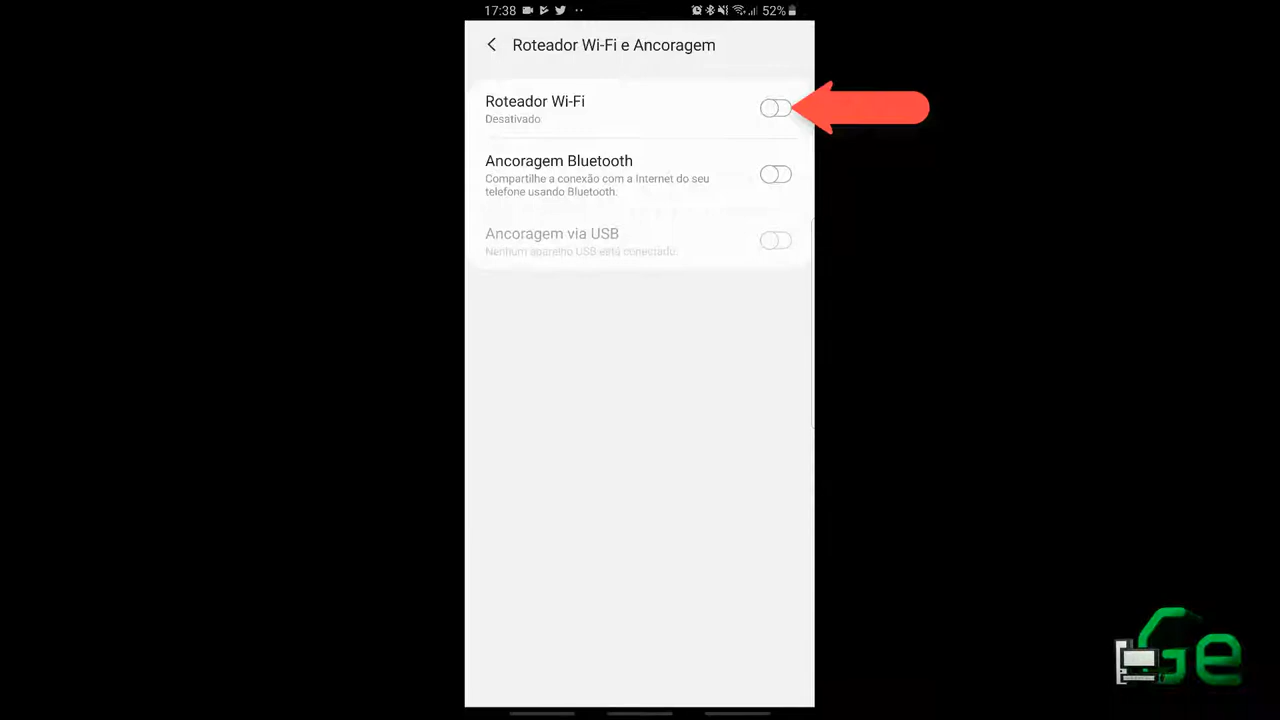 17:38 52%
Roteador Wi-Fi e Ancoragem
Roteador Wi-Fi
Desativado
Ancoragem Bluetooth
Compartilhe a conexão com a Internet do seu
telefone usando Bluetooth.
Ancoragem via USB
Nenhum aparelho USB está conectado.
Ge